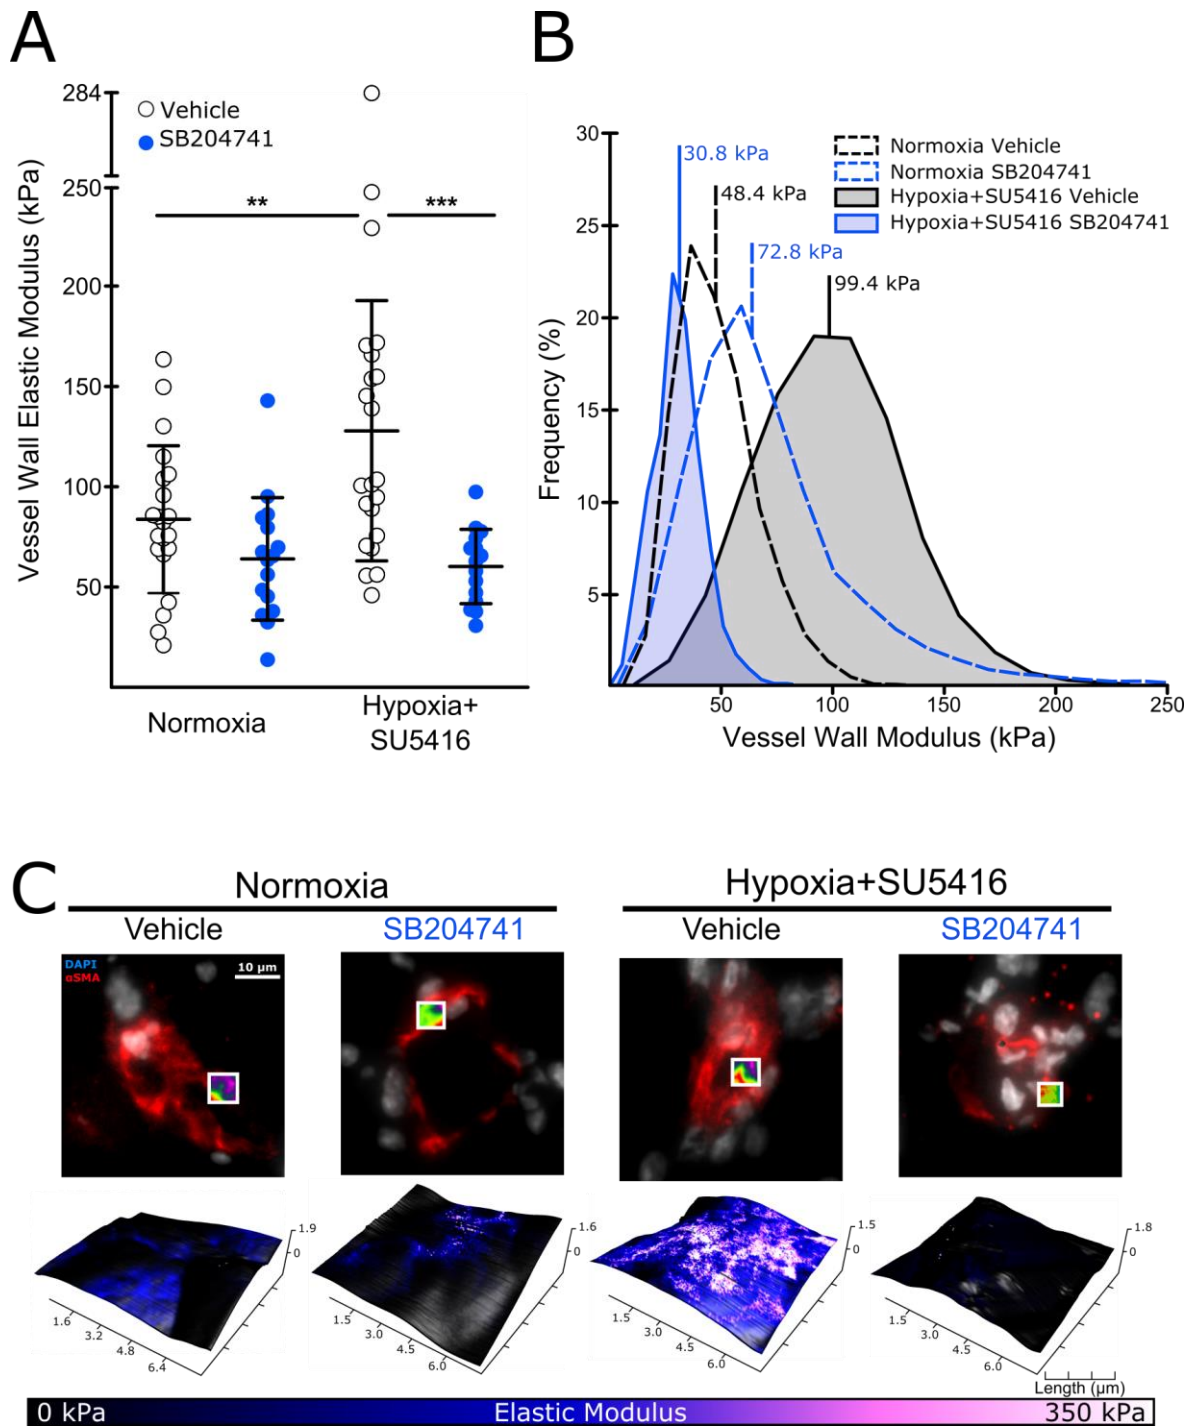 A
284
Vehicle
SB204741
250
**
***
200
150
100
50
Vessel Wall Elastic Modulus (kPa)
Normoxia
Hypoxia+
SU5416
B
30
25
20
15
10
5
Frequency (%)
30.8 kPa
48.4 kPa
72.8 kPa
99.4 kPa
Normoxia Vehicle
Normoxia SB204741
Hypoxia+SU5416 Vehicle
Hypoxia+SU5416 SB204741
50
100
150
200
250
Vessel Wall Modulus (kPa)
C
Normoxia
Hypoxia+SU5416
Vehicle
SB204741
Vehicle
SB204741
DAPI
αSMA
10 µm
1.9
0
1.6
3.2
4.8
6.4
1.6
0
1.5
3.0
4.5
6.0
1.5
0
1.5
3.0
4.5
6.0
1.8
0
1.5
3.0
4.5
6.0
Length (µm)
0 kPa
Elastic Modulus
350 kPa